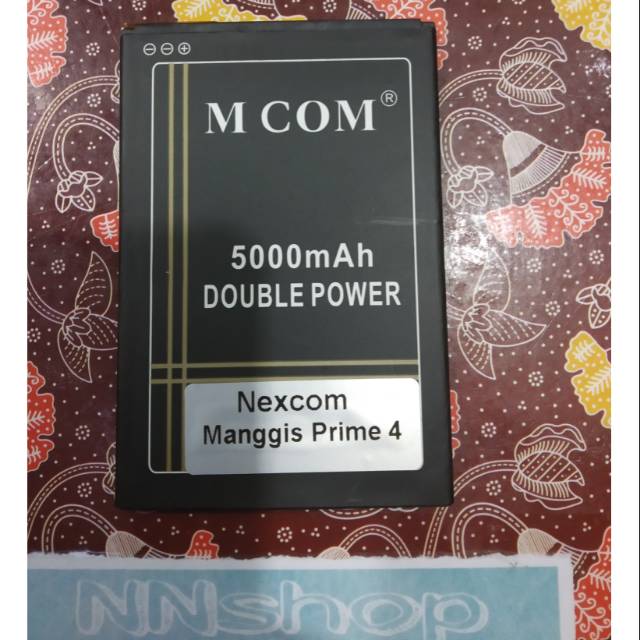 M COM®
5000mAh
DOUBLE POWER
Nexcom
Manggis Prime 4
NNshop